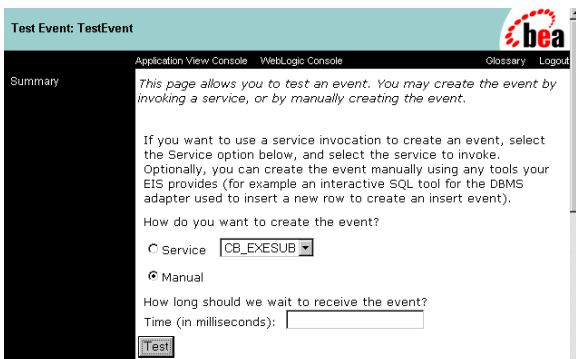 Test Event: TestEvent
bea
Application View Console WebLogic Console Glossary Logout
Summary
This page allows you to test an event. You may create the event by
invoking a service, or by manually creating the event.
If you want to use a service invocation to create an event, select
the Service option below, and select the service to invoke.
Optionally, you can create the event manually using any tools your
EIS provides (for example an interactive SQL tool for the DBMS
adapter used to insert a new row to create an insert event).
How do you want to create the event?
Service CB_EXESUB
Manual
How long should we wait to receive the event?
Time (in milliseconds):
Test